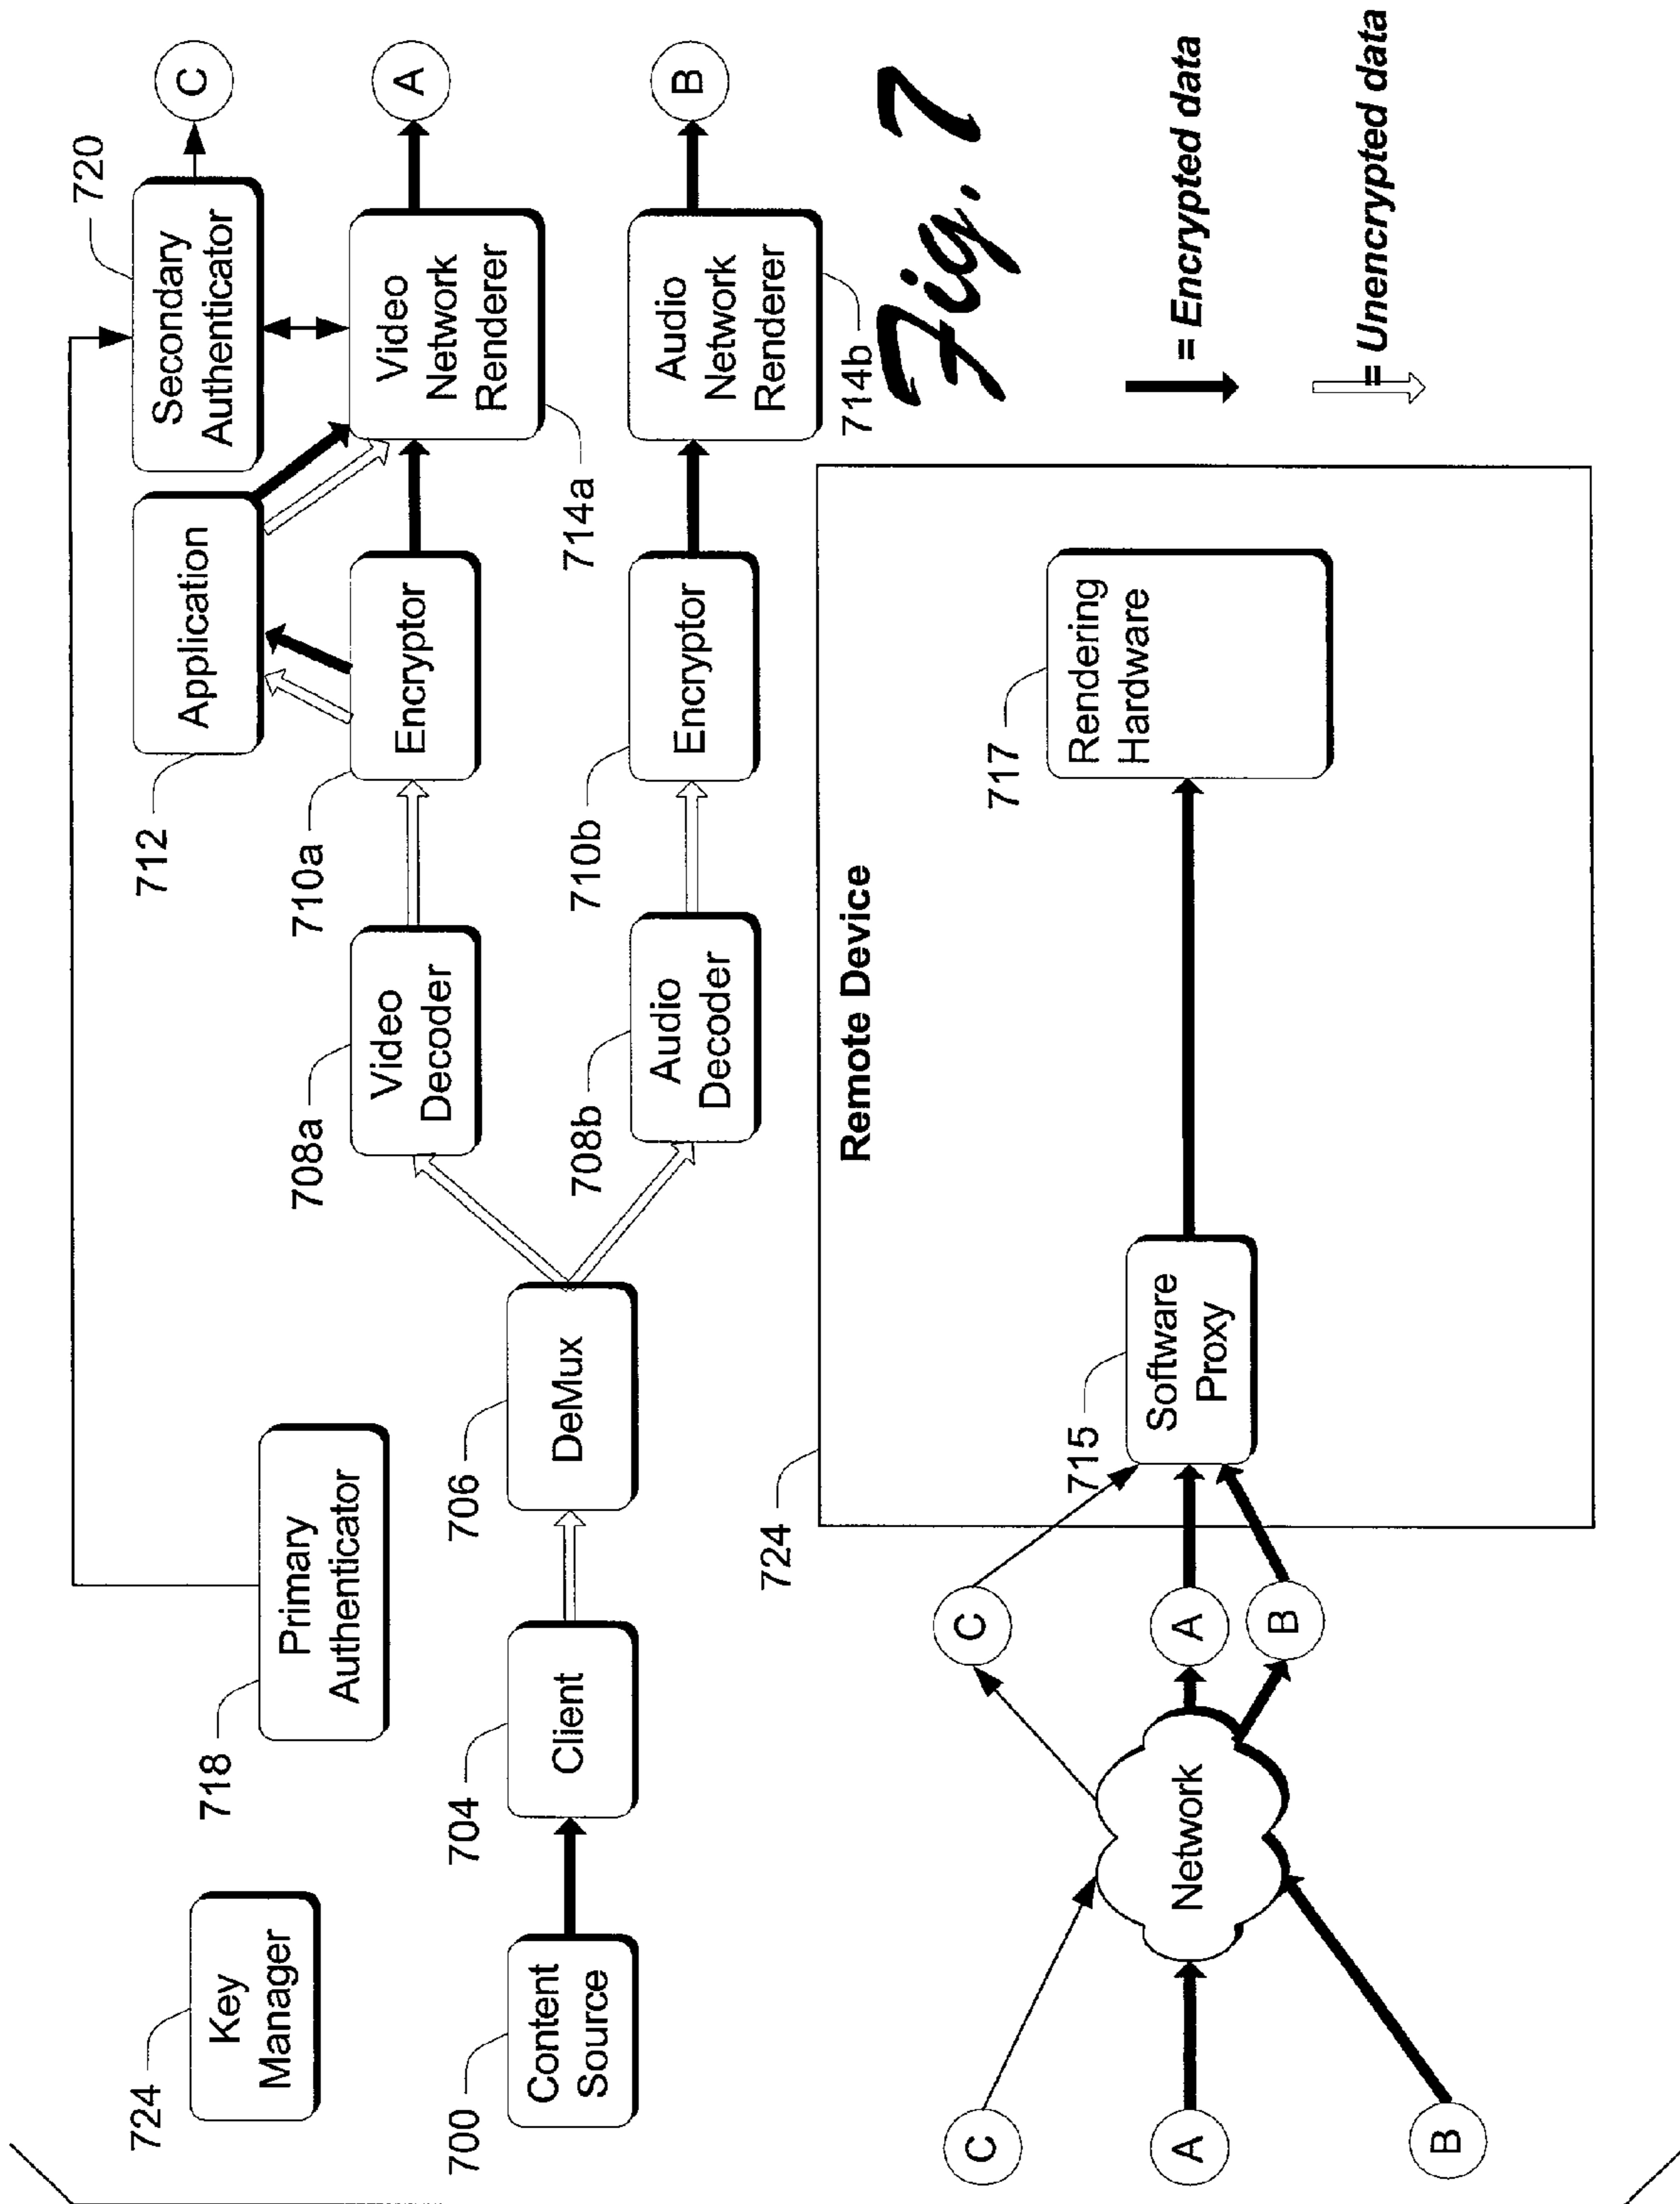 724
Key
Manager
718
Primary
Authenticator
720
Secondary
Authenticator
C
712
Application
700
Content
Source
704
Client
706
DeMux
708a
Video
Decoder
710a
Encryptor
714a
Video
Network
Renderer
A
708b
Audio
Decoder
710b
Encryptor
714b
Audio
Network
Renderer
B
C
A
B
Network
C
A
B
724
Remote Device
715
Software
Proxy
717
Rendering
Hardware
Fig. 7
= Encrypted data
= Unencrypted data